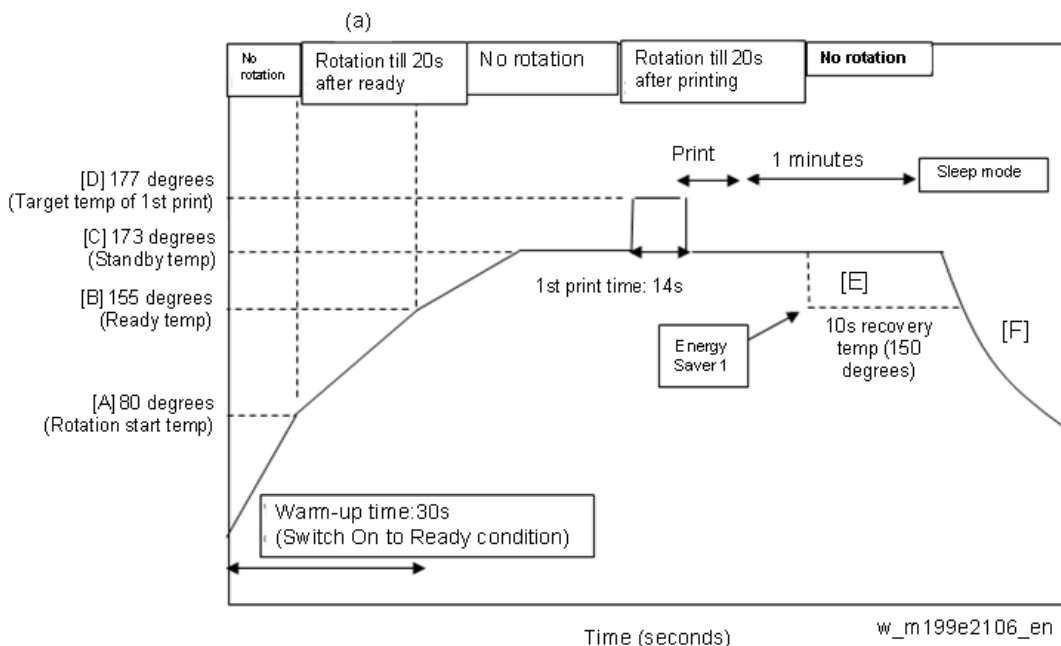 (a)
No
rotation
Rotation till 20s
after ready
No rotation
Rotation till 20s
after printing
No rotation
Print
1 minutes
Sleep mode
[D] 177 degrees
(Target temp of 1st print)
[C] 173 degrees
(Standby temp)
1st print time: 14s
[B] 155 degrees
(Ready temp)
[E]
10s recovery
temp (150
degrees)
[F]
Energy
Saver 1
[A] 80 degrees
(Rotation start temp)
Warm-up time:30s
(Switch On to Ready condition)
Time (seconds)
w_m199e2106_en